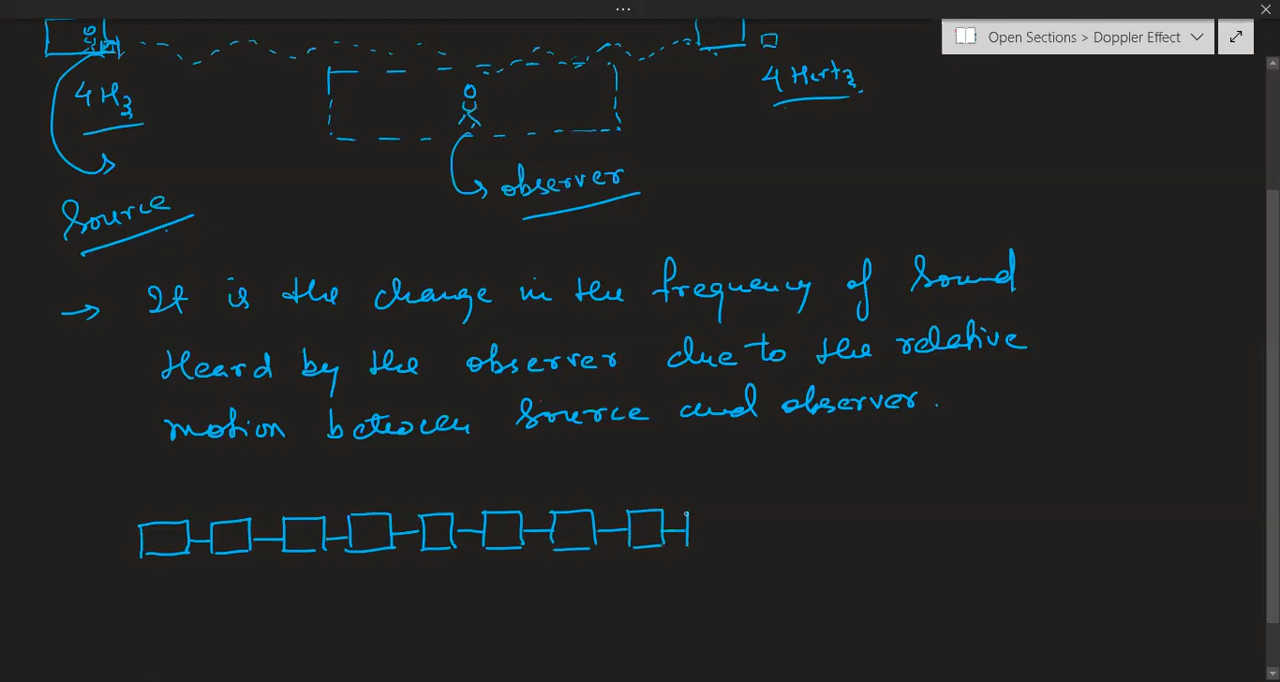 Open Sections > Doppler Effect
4 Hz
4 Hertz
observer
Source
→ It is the change in the frequency of Sound
Heard by the observer due to the relative
motion between Source and observer.